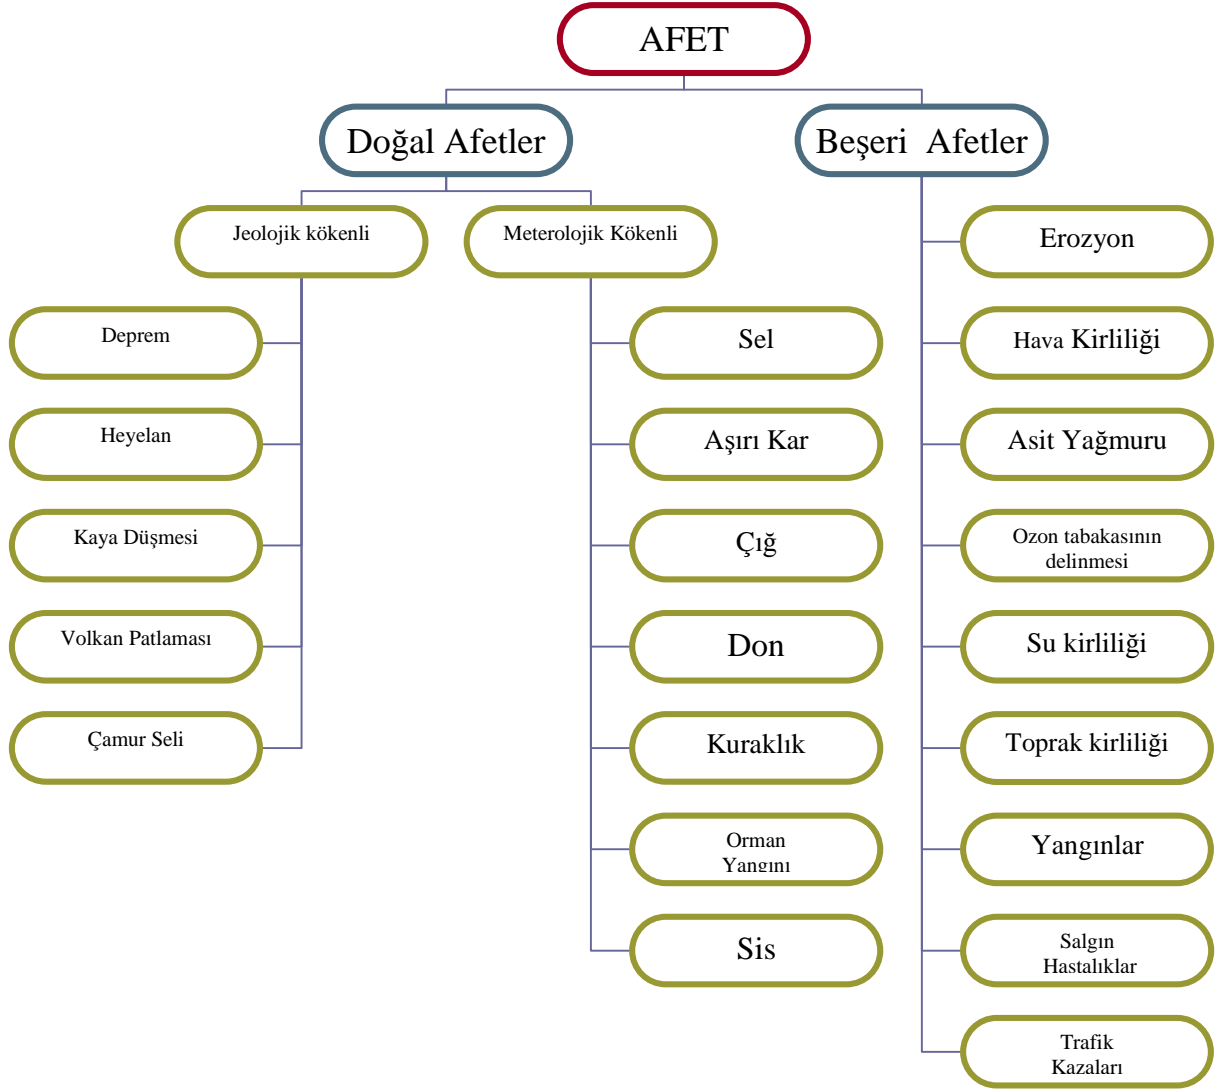 AFET
Doğal Afetler
Beşeri Afetler
Jeolojik kökenli
Meterolojik Kökenli
Deprem
Heyelan
Kaya Düşmesi
Volkan Patlaması
Çamur Seli
Sel
Aşırı Kar
Çığ
Don
Kuraklık
Orman
Yangını
Sis
Erozyon
Hava Kirliliği
Asit Yağmuru
Ozon tabakasının
delinmesi
Su kirliliği
Toprak kirliliği
Yangınlar
Salgın
Hastalıklar
Trafik
Kazaları